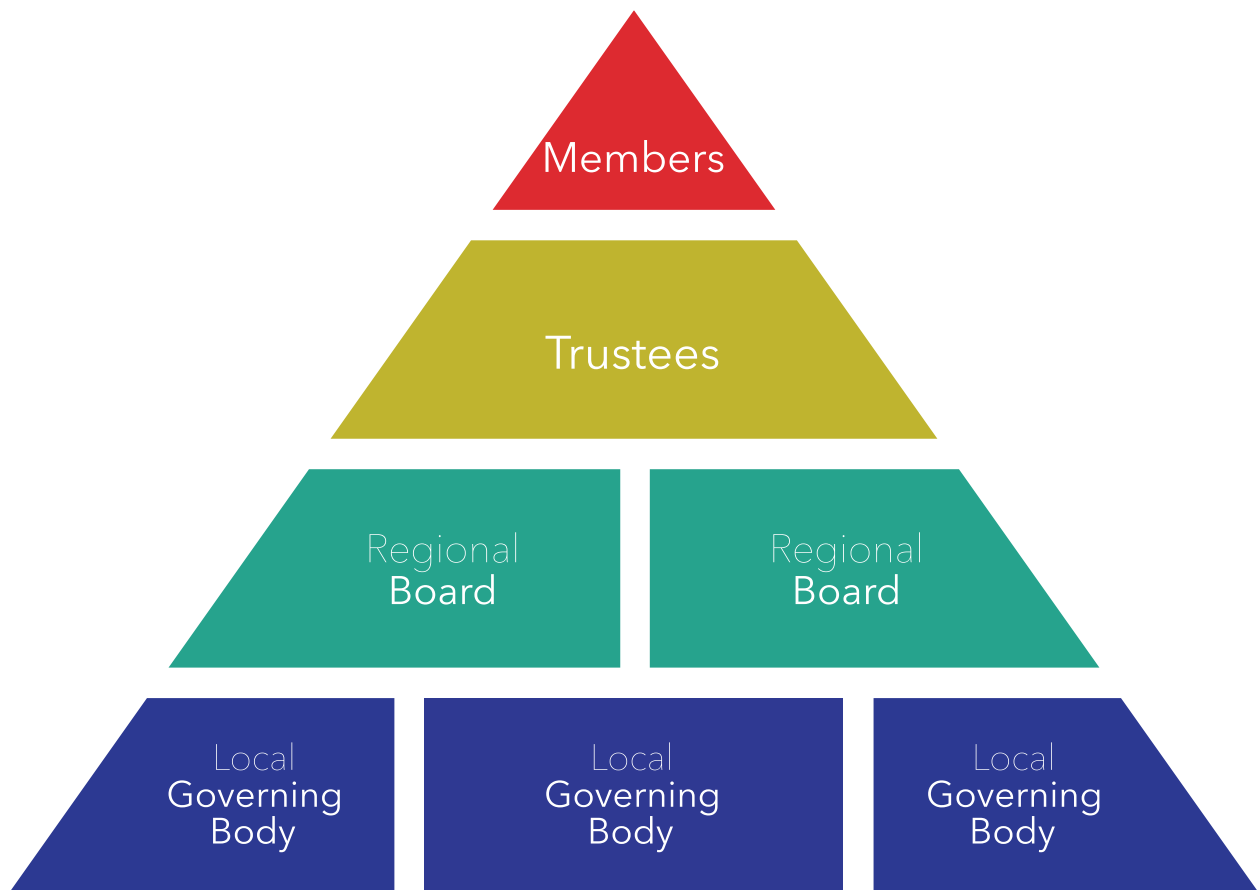 Members
Trustees
Regional
Board
Regional
Board
Local
Governing
Body
Local
Governing
Body
Local
Governing
Body